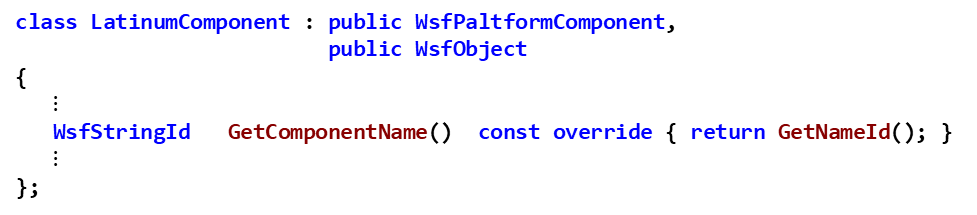 class LatinumComponent : public WsfPaltformComponent,
public WsfObject
{
⋮
WsfStringId GetComponentName() const override { return GetNameId(); }
⋮
};